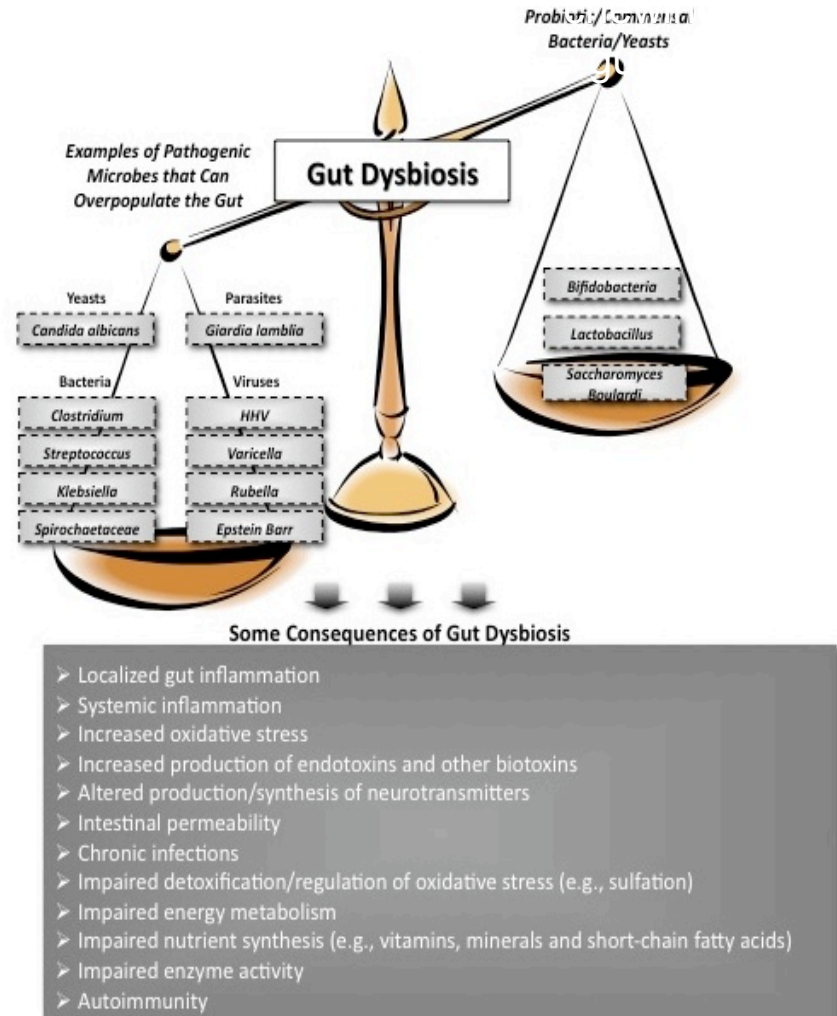 Probiotic/Commensal
Bacteria/Yeasts
Examples of Pathogenic
Microbes that Can
Overpopulate the Gut
Gut Dysbiosis
Yeasts
Candida albicans
Parasites
Giardia lamblia
Bacteria
Clostridium
Streptococcus
Klebsiella
Spirochaetaceae
Viruses
HHV
Varicella
Rubella
Epstein Barr
Bifidobacteria
Lactobacillus
Saccharomyces
Boulardi
Some Consequences of Gut Dysbiosis
➢ Localized gut inflammation
➢ Systemic inflammation
➢ Increased oxidative stress
➢ Increased production of endotoxins and other biotoxins
➢ Altered production/synthesis of neurotransmitters
➢ Intestinal permeability
➢ Chronic infections
➢ Impaired detoxification/regulation of oxidative stress (e.g., sulfation)
➢ Impaired energy metabolism
➢ Impaired nutrient synthesis (e.g., vitamins, minerals and short-chain fatty acids)
➢ Impaired enzyme activity
➢ Autoimmunity